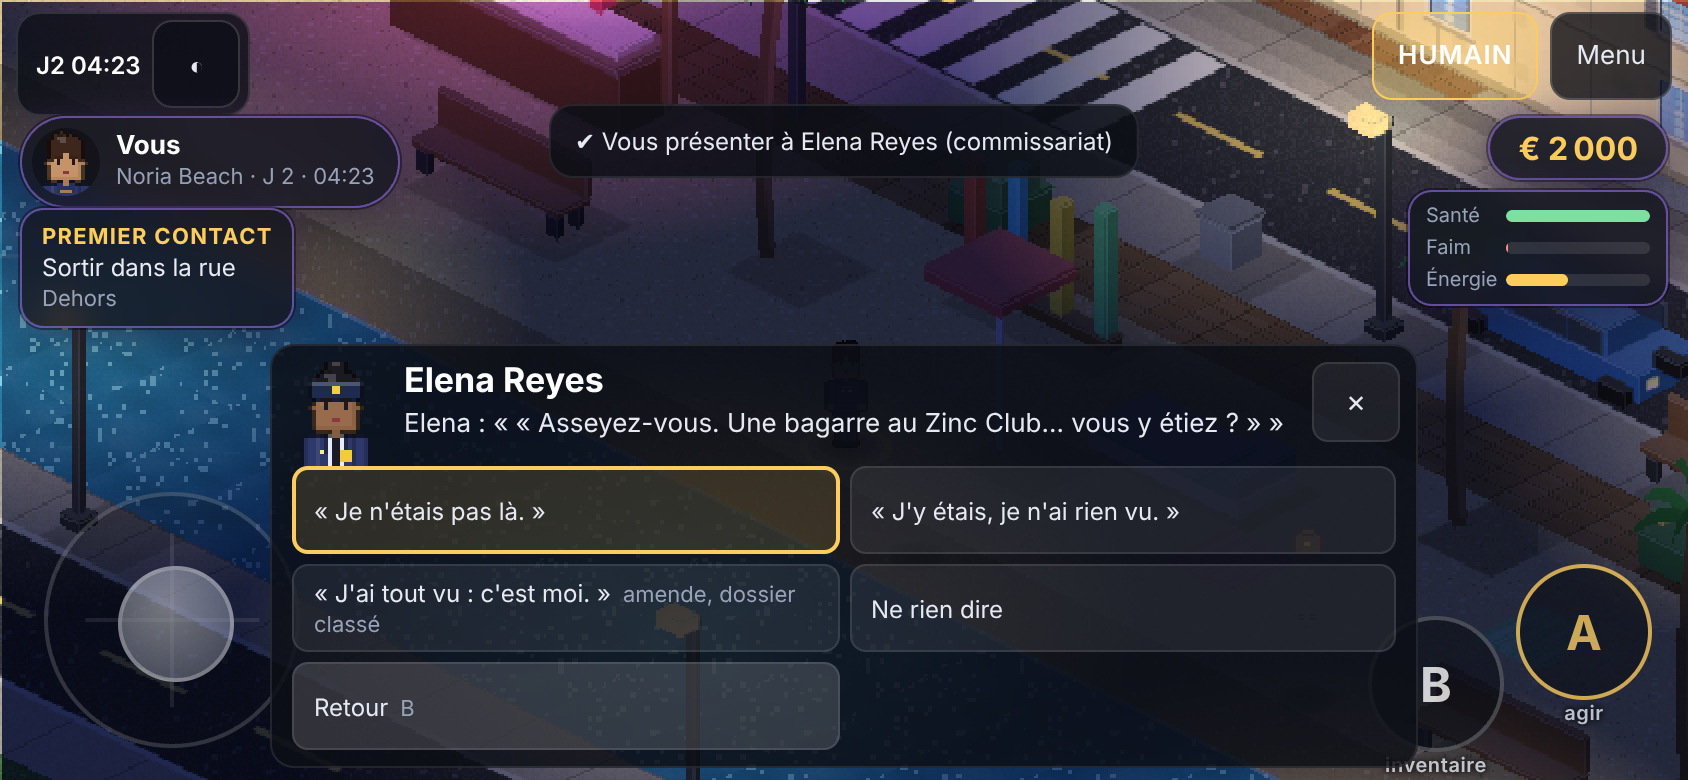 J2 04:23
HUMAIN
Menu
Vous
Noria Beach · J 2 · 04:23
✔ Vous présenter à Elena Reyes (commissariat)
€ 2 000
PREMIER CONTACT
Sortir dans la rue
Dehors
Santé
Faim
Énergie
Elena Reyes
Elena : « « Asseyez-vous. Une bagarre au Zinc Club... vous y étiez ? » »
×
« Je n'étais pas là. »
« J'y étais, je n'ai rien vu. »
« J'ai tout vu : c'est moi. » amende, dossier
classé
Ne rien dire
Retour B
A
agir
B
inventaire